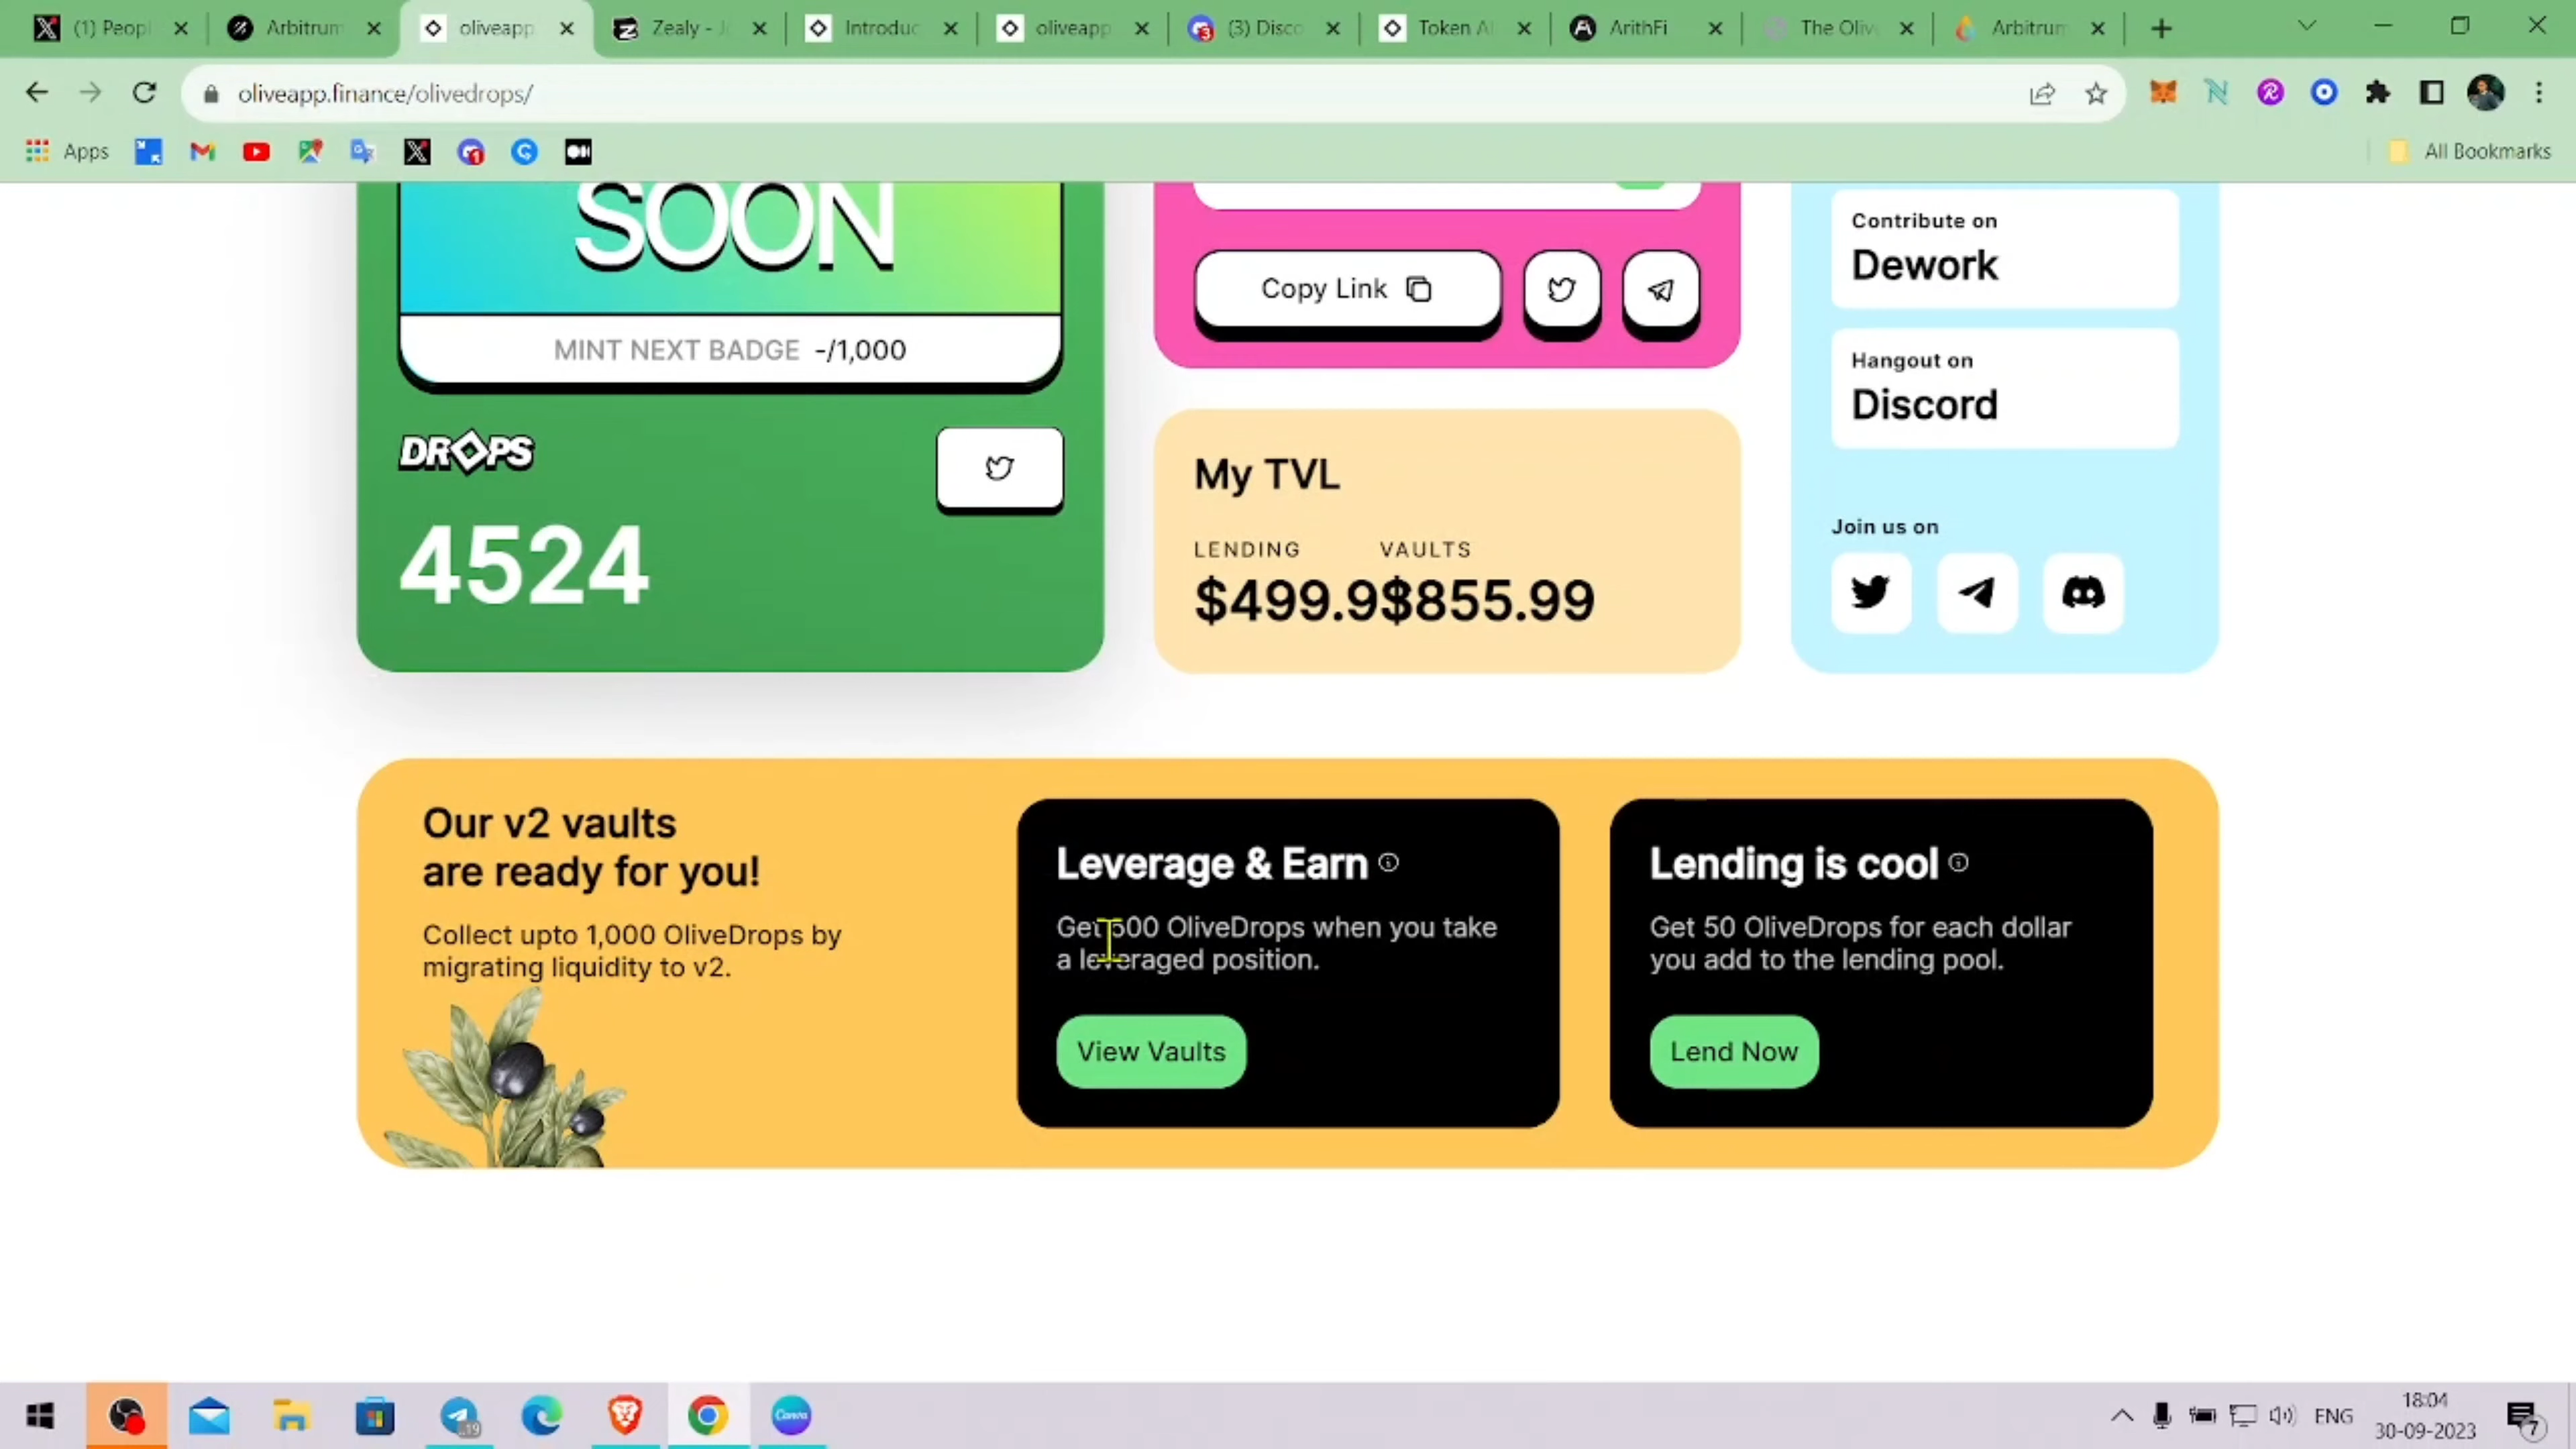 (1) Peopl
Arbitrum
oliveapp
Zealy - J
Introduc
oliveapp
(3) Disco
Token Al
ArithFi
The Oliv
Arbitrum
oliveapp.finance/olivedrops/
Apps
All Bookmarks
SOON
MINT NEXT BADGE -/1,000
DROPS
4524
Copy Link
My TVL
LENDING VAULTS
$499.9$855.99
Contribute on
Dework
Hangout on
Discord
Join us on
Our v2 vaults
are ready for you!
Collect upto 1,000 OliveDrops by
migrating liquidity to v2.
Leverage & Earn
Get 500 OliveDrops when you take
a leveraged position.
View Vaults
Lending is cool
Get 50 OliveDrops for each dollar
you add to the lending pool.
Lend Now
..19
Canva
ENG
18:04
30-09-2023
7